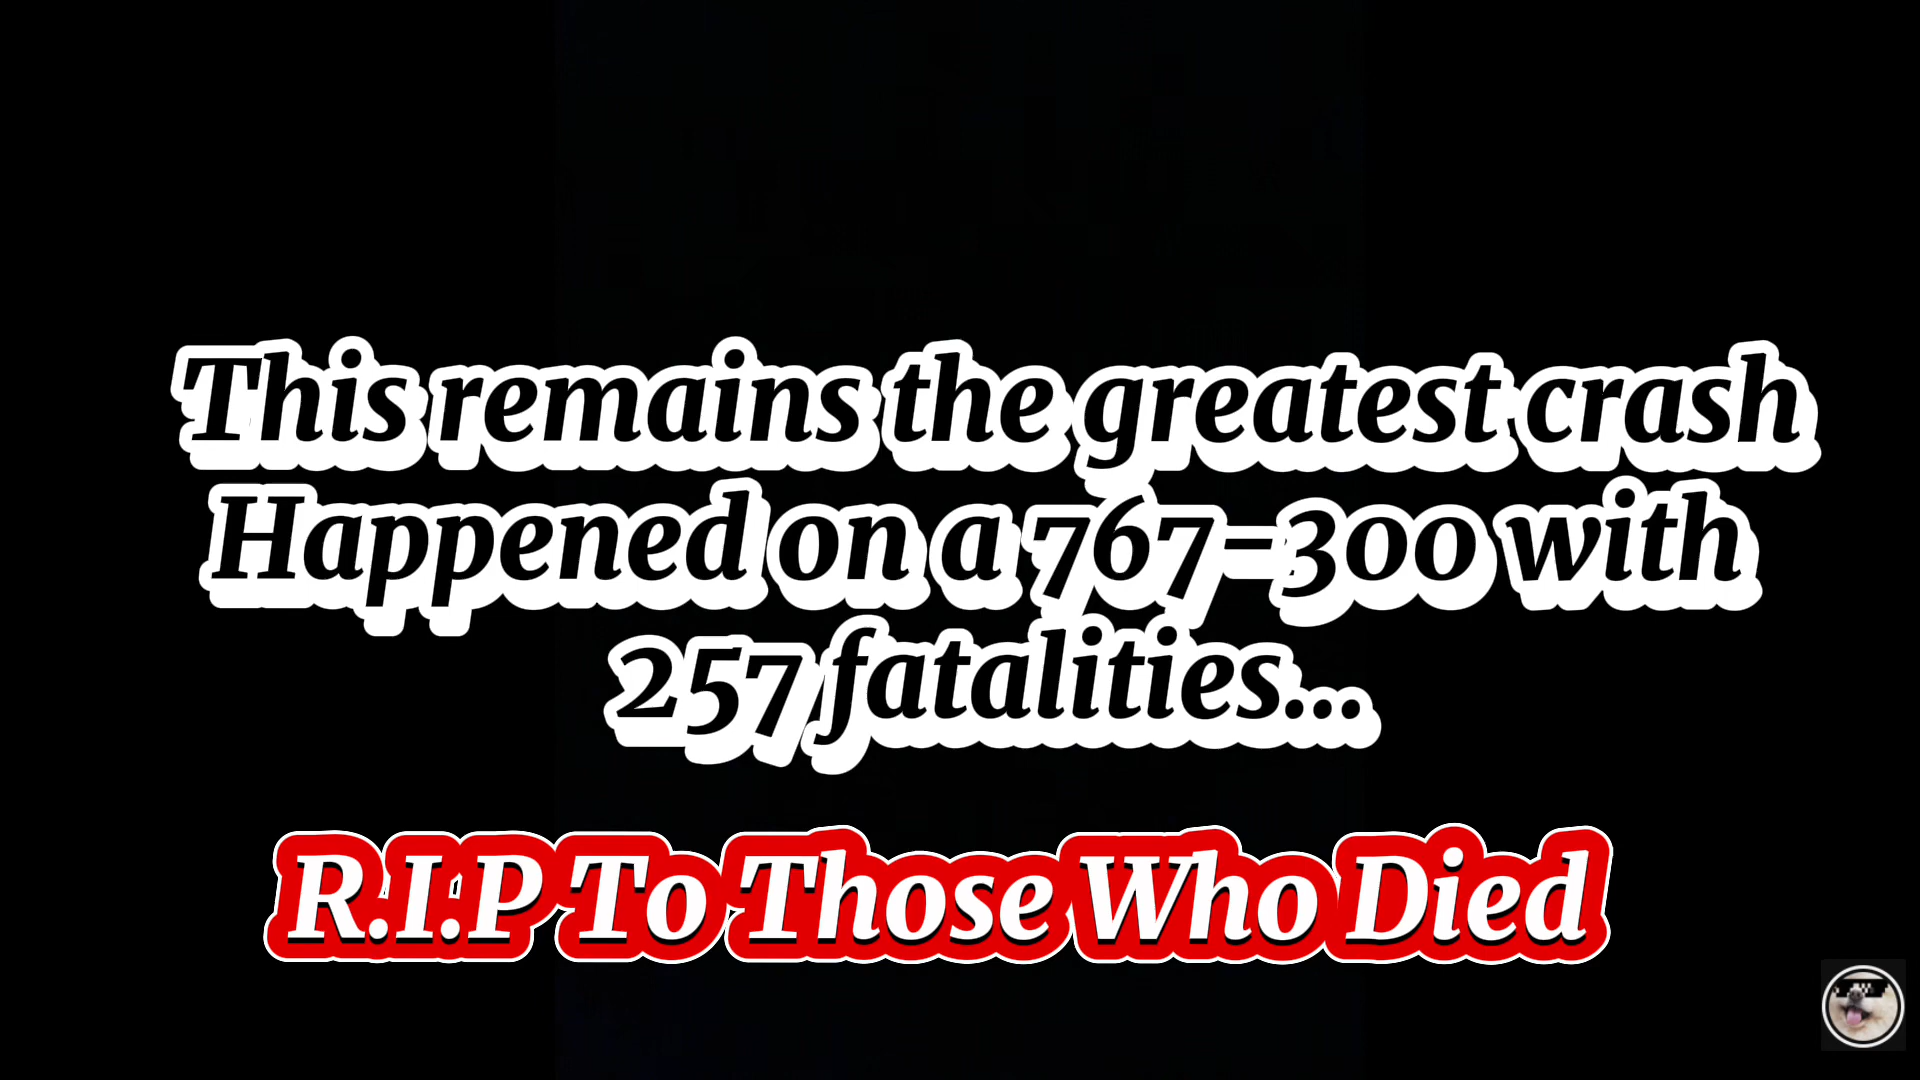 This remains the greatest crash
Happened on a 767-300 with
257 fatalities...
R.I.P To Those Who Died